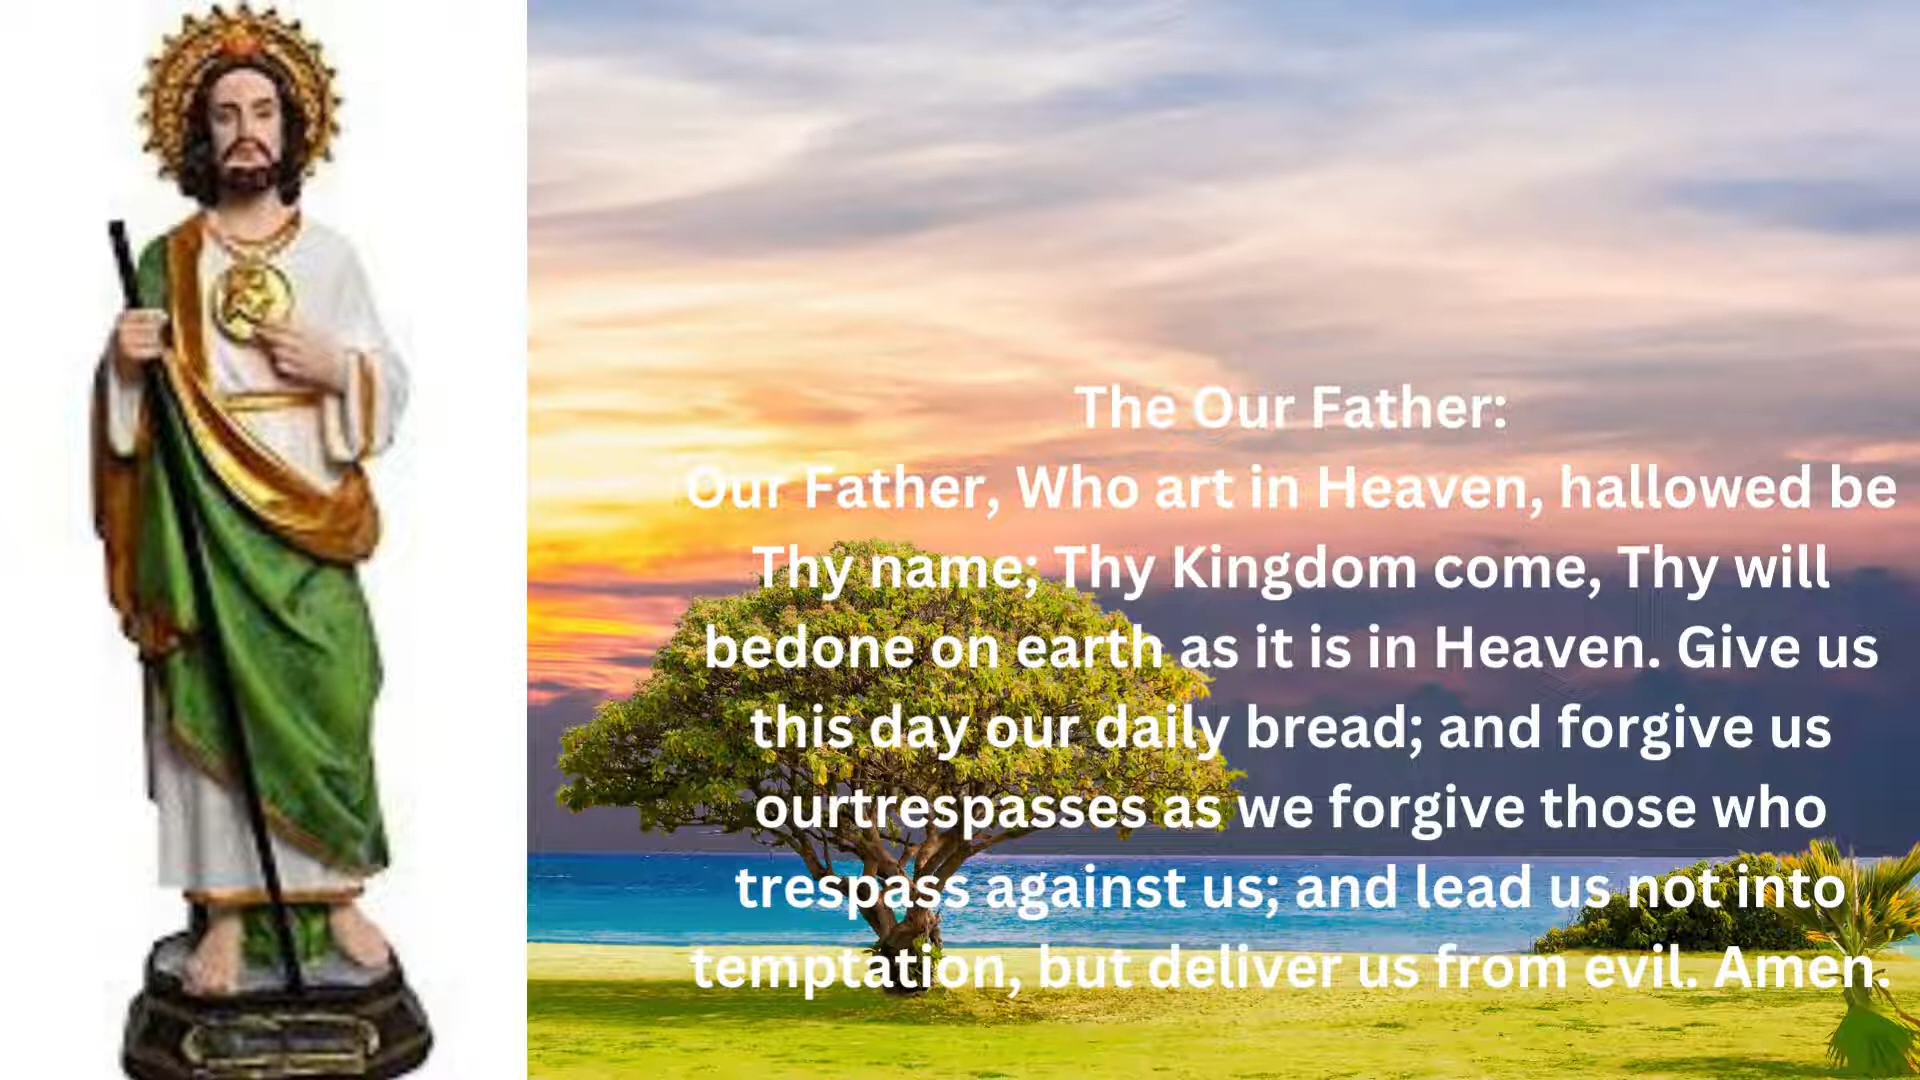 The Our Father:
Our Father, Who art in Heaven, hallowed be
Thy name; Thy Kingdom come, Thy will
bedone on earth as it is in Heaven. Give us
this day our daily bread; and forgive us
ourtrespasses as we forgive those who
trespass against us; and lead us not into
temptation, but deliver us from evil. Amen.